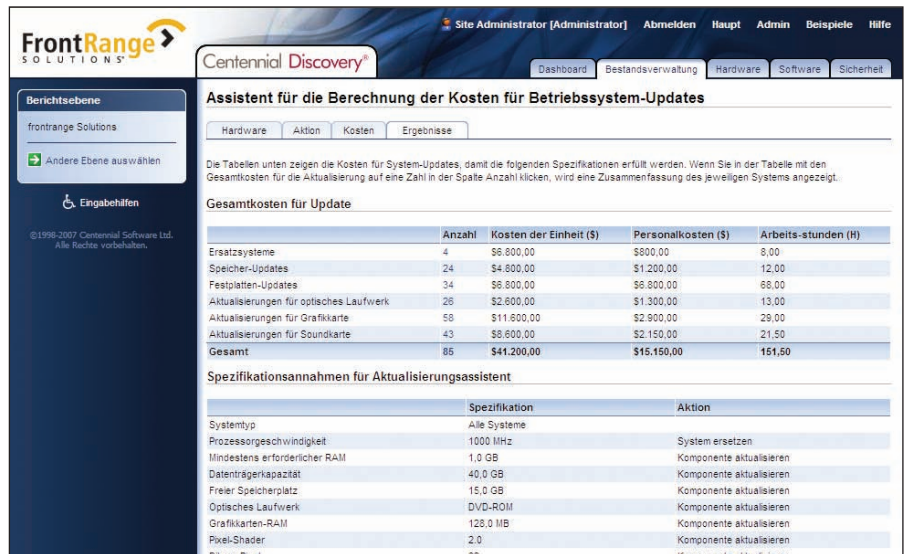 FrontRange
SOLUTIONS
Site Administrator [Administrator] Abmelden Haupt Admin Beispiele Hilfe
Centennial Discovery®
Dashboard Bestandsverwaltung Hardware Software Sicherheit
Berichtsebene
frontrange Solutions
Andere Ebene auswählen
Eingabehilfen
©1998-2007 Centennial Software Ltd.
Alle Rechte vorbehalten.
Assistent für die Berechnung der Kosten für Betriebssystem-Updates
Hardware Aktion Kosten Ergebnisse
Die Tabellen unten zeigen die Kosten für System-Updates, damit die folgenden Spezifikationen erfüllt werden. Wenn Sie in der Tabelle mit den
Gesamtkosten für die Aktualisierung auf eine Zahl in der Spalte Anzahl klicken, wird eine Zusammenfassung des jeweiligen Systems angezeigt.
Gesamtkosten für Update
Anzahl Kosten der Einheit ($) Personalkosten ($) Arbeits-stunden (H)
Ersatzsysteme 4 $6.800,00 $800,00 8,00
Speicher-Updates 24 $4.800,00 $1.200,00 12,00
Festplatten-Updates 34 $6.800,00 $6.800,00 68,00
Aktualisierungen für optisches Laufwerk 26 $2.600,00 $1.300,00 13,00
Aktualisierungen für Grafikkarte 58 $11.600,00 $2.900,00 29,00
Aktualisierungen für Soundkarte 43 $8.600,00 $2.150,00 21,50
Gesamt 85 $41.200,00 $15.150,00 151,50
Spezifikationsannahmen für Aktualisierungsassistent
Spezifikation Aktion
Systemtyp Alle Systeme
Prozessorgeschwindigkeit 1000 MHz System ersetzen
Mindestens erforderlicher RAM 1,0 GB Komponente aktualisieren
Datenträgerkapazität 40,0 GB Komponente aktualisieren
Freier Speicherplatz 15,0 GB Komponente aktualisieren
Optisches Laufwerk DVD-ROM Komponente aktualisieren
Grafikkarten-RAM 128,0 MB Komponente aktualisieren
Pixel-Shader 2.0 Komponente aktualisieren